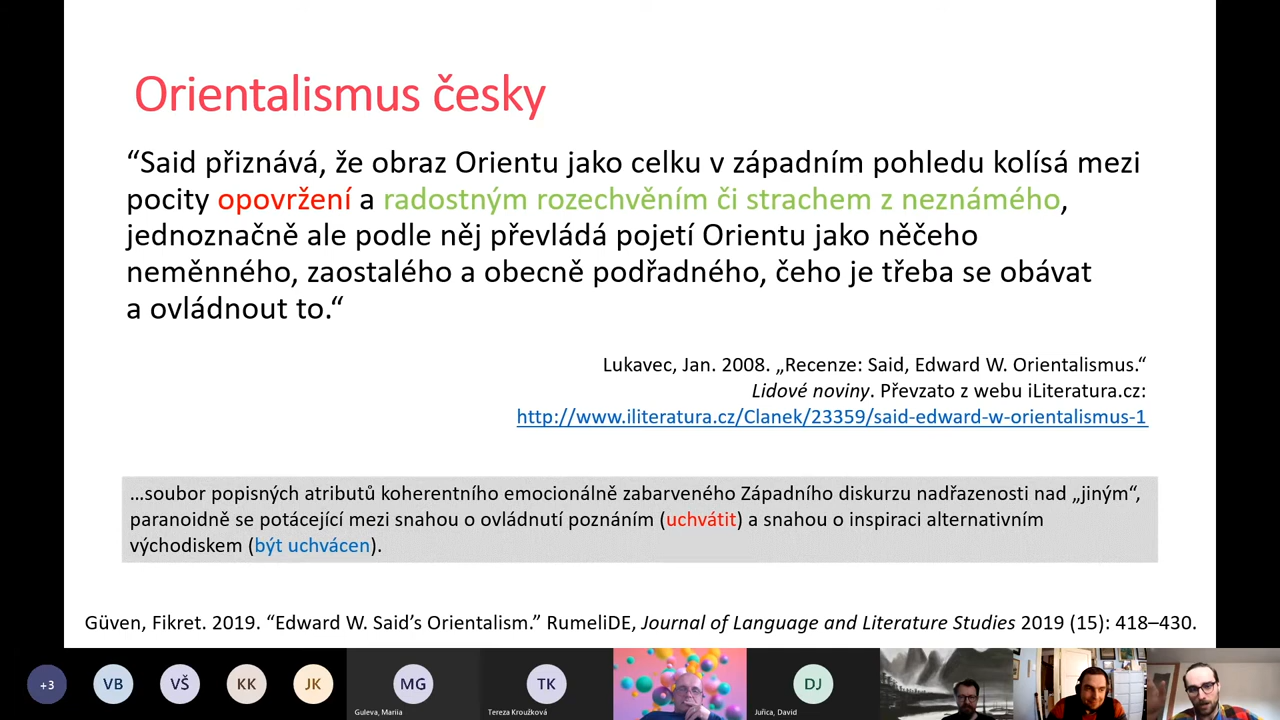 Orientalismus česky
“Said přiznává, že obraz Orientu jako celku v západním pohledu kolísá mezi
pocity opovržení a radostným rozechvěním či strachem z neznámého,
jednoznačně ale podle něj převládá pojetí Orientu jako něčeho
neměnného, zaostalého a obecně podřadného, čeho je třeba se obávat
a ovládnout to.“
Lukavec, Jan. 2008. „Recenze: Said, Edward W. Orientalismus.“
Lidové noviny. Převzato z webu iLiteratura.cz:
http://www.iliteratura.cz/Clanek/23359/said-edward-w-orientalismus-1
…soubor popisných atributů koherentního emocionálně zabarveného Západního diskurzu nadřazenosti nad „jiným“,
paranoidně se potácející mezi snahou o ovládnutí poznáním (uchvátit) a snahou o inspiraci alternativním
východiskem (být uchvácen).
Güven, Fikret. 2019. “Edward W. Said’s Orientalism.” RumeliDE, Journal of Language and Literature Studies 2019 (15): 418–430.
+3 VB VŠ KK JK MG TK DJ
Guleva, Mariia Tereza Kroužková Juřica, David